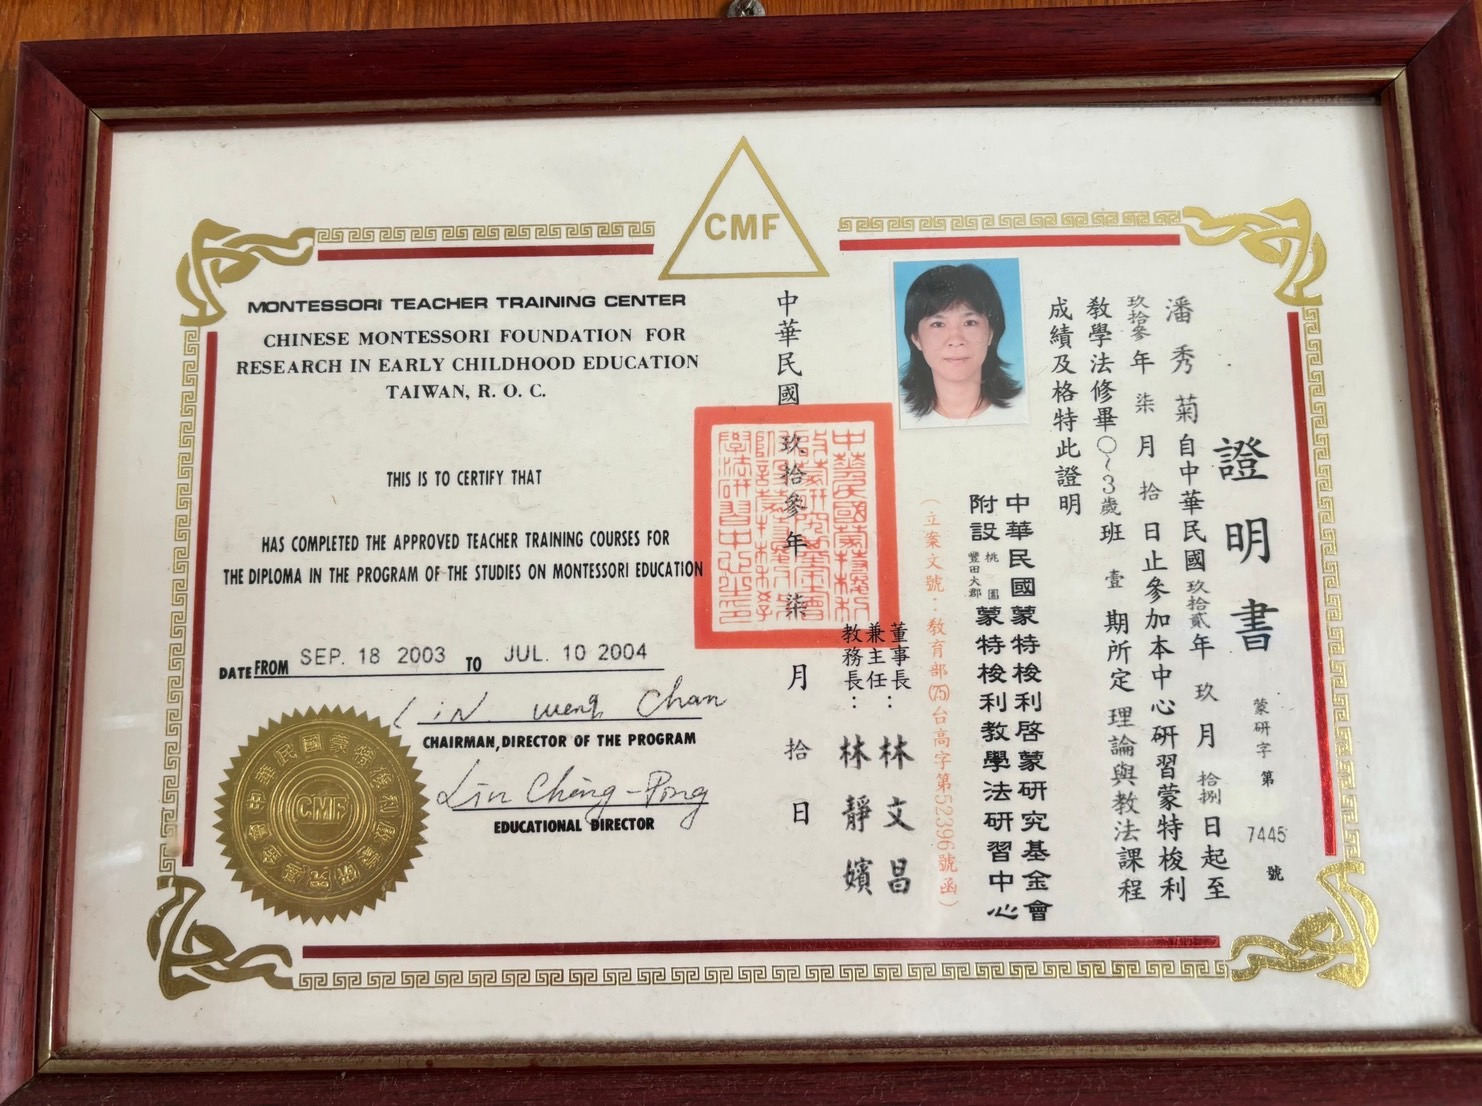 CMF
MONTESSORI TEACHER TRAINING CENTER
CHINESE MONTESSORI FOUNDATION FOR
RESEARCH IN EARLY CHILDHOOD EDUCATION
TAIWAN, R. O. C.
THIS IS TO CERTIFY THAT
HAS COMPLETED THE APPROVED TEACHER TRAINING COURSES FOR
THE DIPLOMA IN THE PROGRAM OF THE STUDIES ON MONTESSORI EDUCATION
DATE FROM SEP. 18 2003 TO JUL. 10 2004
Lin Weng Chan
CHAIRMAN, DIRECTOR OF THE PROGRAM
Lin Ching-Ping
EDUCATIONAL DIRECTOR
CMF
證明書
蒙研字第 7445 號
潘秀菊自中華民國玖拾貳年玖月拾捌日起至
玖拾參年柒月拾日止參加本中心研習蒙特梭利
教學法修畢○~3歲班壹期所定理論與教法課程
成績及格特此證明
中華民國蒙特梭利啓蒙研究基金會
附設桃園豐田大郡蒙特梭利教學法研習中心
(立案文號:教育部(75)台高字第52396號函)
董事長兼主任:林文昌
教務長:林靜嬪
中華民國玖拾參年柒月拾日